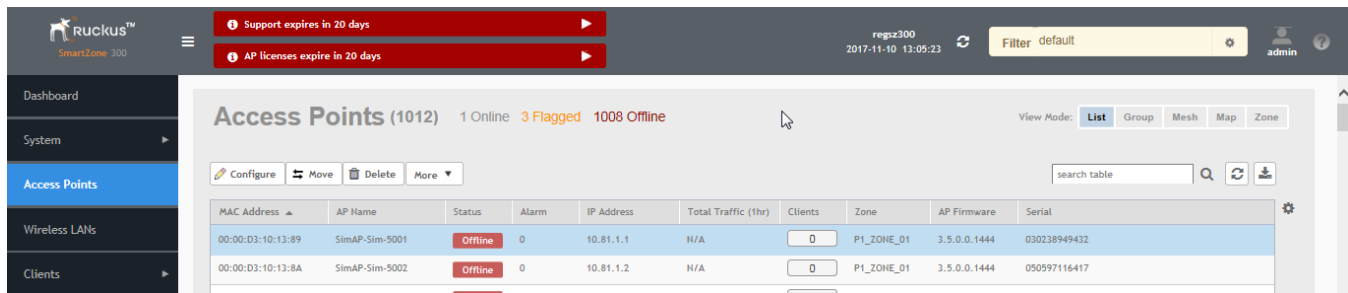 Ruckus™
SmartZone 300
Support expires in 20 days
AP licenses expire in 20 days
regsz300
2017-11-10 13:05:23
Filter default
admin
Dashboard
System
Access Points
Wireless LANs
Clients
Access Points (1012) 1 Online 3 Flagged 1008 Offline
View Mode: List Group Mesh Map Zone
Configure Move Delete More
search table
MAC Address AP Name Status Alarm IP Address Total Traffic (1hr) Clients Zone AP Firmware Serial
00:00:D3:10:13:89 SimAP-Sim-5001 Offline 0 10.81.1.1 N/A 0 P1_ZONE_01 3.5.0.0.1444 030238949432
00:00:D3:10:13:8A SimAP-Sim-5002 Offline 0 10.81.1.2 N/A 0 P1_ZONE_01 3.5.0.0.1444 050597116417